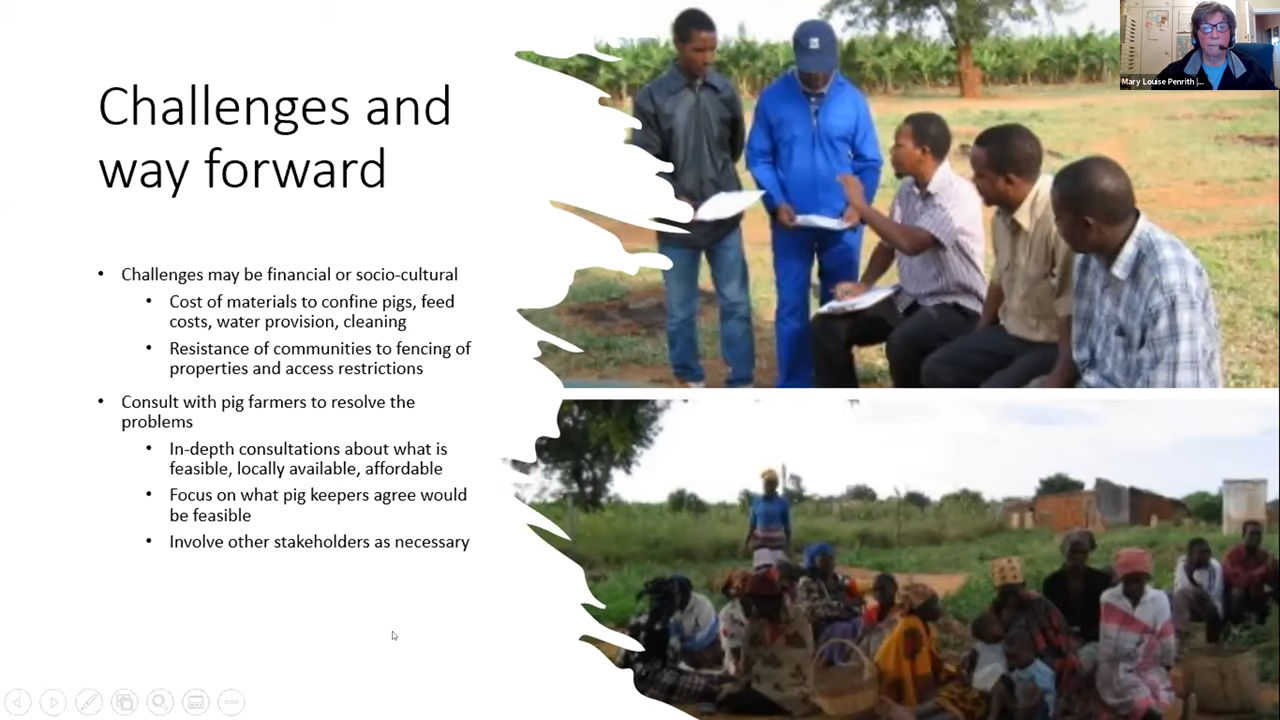 Challenges and
way forward
• Challenges may be financial or socio-cultural
• Cost of materials to confine pigs, feed
costs, water provision, cleaning
• Resistance of communities to fencing of
properties and access restrictions
• Consult with pig farmers to resolve the
problems
• In-depth consultations about what is
feasible, locally available, affordable
• Focus on what pig keepers agree would
be feasible
• Involve other stakeholders as necessary
Mary Louise Penrith |...